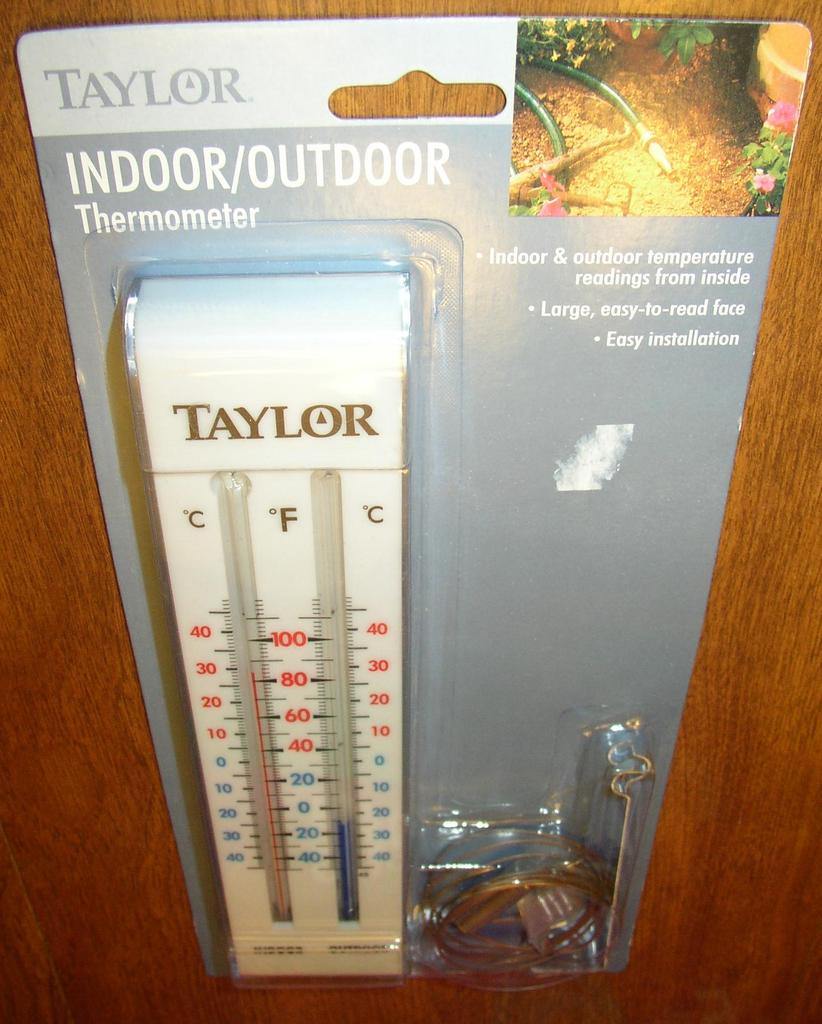 TAYLOR
INDOOR/OUTDOOR
Thermometer
• Indoor & outdoor temperature
readings from inside
• Large, easy-to-read face
• Easy installation
TAYLOR
°C °F °C
40 100 40
30 80 30
20 60 20
10 40 10
0 20 0
10 0 10
20 20 20
30 40 30
40 40